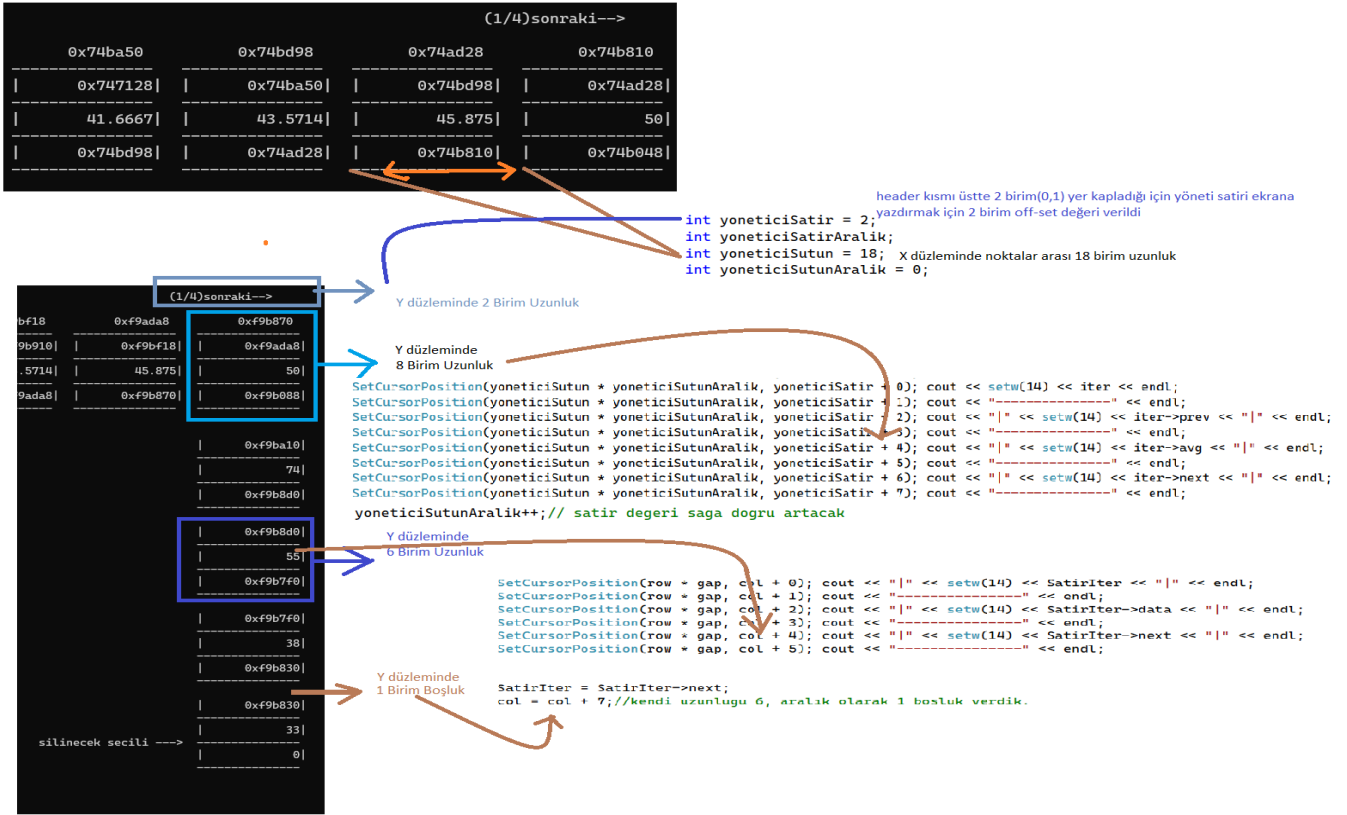 (1/4)sonraki-->
0x74ba50 0x74bd98 0x74ad28 0x74b810
--------------- --------------- --------------- ---------------
| 0x747128| | 0x74ba50| | 0x74bd98| | 0x74ad28|
--------------- --------------- --------------- ---------------
| 41.6667| | 43.5714| | 45.875| | 50|
--------------- --------------- --------------- ---------------
| 0x74bd98| | 0x74ad28| | 0x74b810| | 0x74b048|
--------------- --------------- --------------- ---------------
header kısmı üstte 2 birim(0,1) yer kapladığı için yöneti satiri ekrana
yazdırmak için 2 birim off-set değeri verildi
int yoneticiSatir = 2;
int yoneticiSatirAralik;
int yoneticiSutun = 18; X düzleminde noktalar arası 18 birim uzunluk
int yoneticiSutunAralik = 0;
(1/4)sonraki-->
Y düzleminde 2 Birim Uzunluk
bf18 0xf9ada8 0xf9b870
9b910| | 0xf9bf18| | 0xf9ada8|
.5714| | 45.875| | 50|
9ada8| | 0xf9b870| | 0xf9b088|
Y düzleminde
8 Birim Uzunluk
SetCursorPosition(yoneticiSutun * yoneticiSutunAralik, yoneticiSatir + 0); cout << setw(14) << iter << endl;
SetCursorPosition(yoneticiSutun * yoneticiSutunAralik, yoneticiSatir + 1); cout << "---------------" << endl;
SetCursorPosition(yoneticiSutun * yoneticiSutunAralik, yoneticiSatir + 2); cout << "|" << setw(14) << iter->prev << "|" << endl;
SetCursorPosition(yoneticiSutun * yoneticiSutunAralik, yoneticiSatir + 3); cout << "---------------" << endl;
SetCursorPosition(yoneticiSutun * yoneticiSutunAralik, yoneticiSatir + 4); cout << "|" << setw(14) << iter->avg << "|" << endl;
SetCursorPosition(yoneticiSutun * yoneticiSutunAralik, yoneticiSatir + 5); cout << "---------------" << endl;
SetCursorPosition(yoneticiSutun * yoneticiSutunAralik, yoneticiSatir + 6); cout << "|" << setw(14) << iter->next << "|" << endl;
SetCursorPosition(yoneticiSutun * yoneticiSutunAralik, yoneticiSatir + 7); cout << "---------------" << endl;
yoneticiSutunAralik++;// satir degeri saga dogru artacak
| 0xf9ba10|
---------------
| 74|
---------------
| 0xf9b8d0|
---------------
| 0xf9b8d0|
---------------
| 55|
---------------
| 0xf9b7f0|
---------------
Y düzleminde
6 Birim Uzunluk
SetCursorPosition(row * gap, col + 0); cout << "|" << setw(14) << SatirIter << "|" << endl;
SetCursorPosition(row * gap, col + 1); cout << "---------------" << endl;
SetCursorPosition(row * gap, col + 2); cout << "|" << setw(14) << SatirIter->data << "|" << endl;
SetCursorPosition(row * gap, col + 3); cout << "---------------" << endl;
SetCursorPosition(row * gap, col + 4); cout << "|" << setw(14) << SatirIter->next << "|" << endl;
SetCursorPosition(row * gap, col + 5); cout << "---------------" << endl;
| 0xf9b7f0|
---------------
| 38|
---------------
| 0xf9b830|
---------------
Y düzleminde
1 Birim Boşluk
SatirIter = SatirIter->next;
col = col + 7;//kendi uzunlugu 6, aralık olarak 1 bosluk verdik.
| 0xf9b830|
---------------
| 33|
silinecek secili ---> ---------------
| 0|
---------------